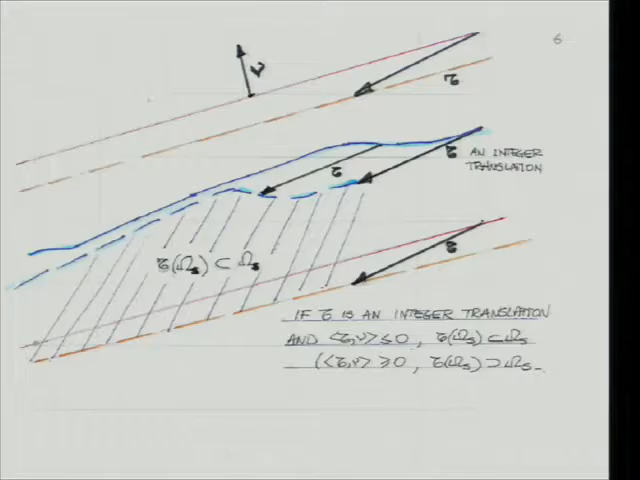 6
ν
τ
τ
τ
AN INTEGER
TRANSLATION
τ(Ωs) ⊂ Ωs
τ
IF τ IS AN INTEGER TRANSLATION
AND <τ,ν> ≤ 0, τ(Ωs) ⊂ Ωs
(<τ,ν> ≥ 0, τ(Ωs) ⊃ Ωs.